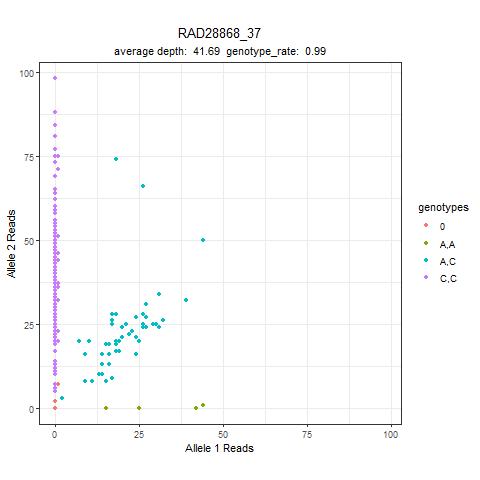 RAD28868_37
average depth: 41.69 genotype_rate: 0.99
100
75
50
25
0
Allele 2 Reads
0 25 50 75 100
Allele 1 Reads
genotypes
0
A,A
A,C
C,C